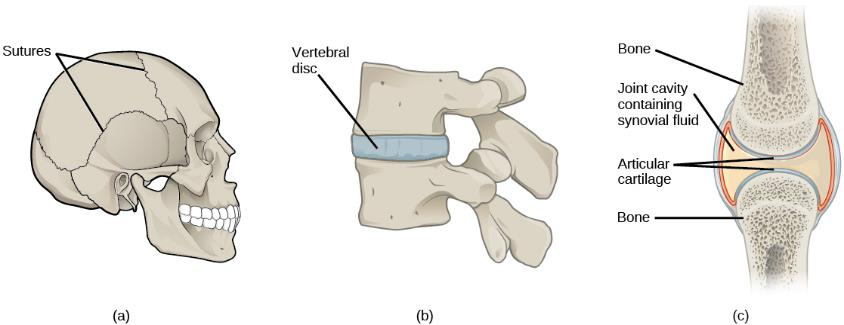 Sutures
Vertebral
disc
Bone
Joint cavity
containing
synovial fluid
Articular
cartilage
Bone
(a)
(b)
(c)